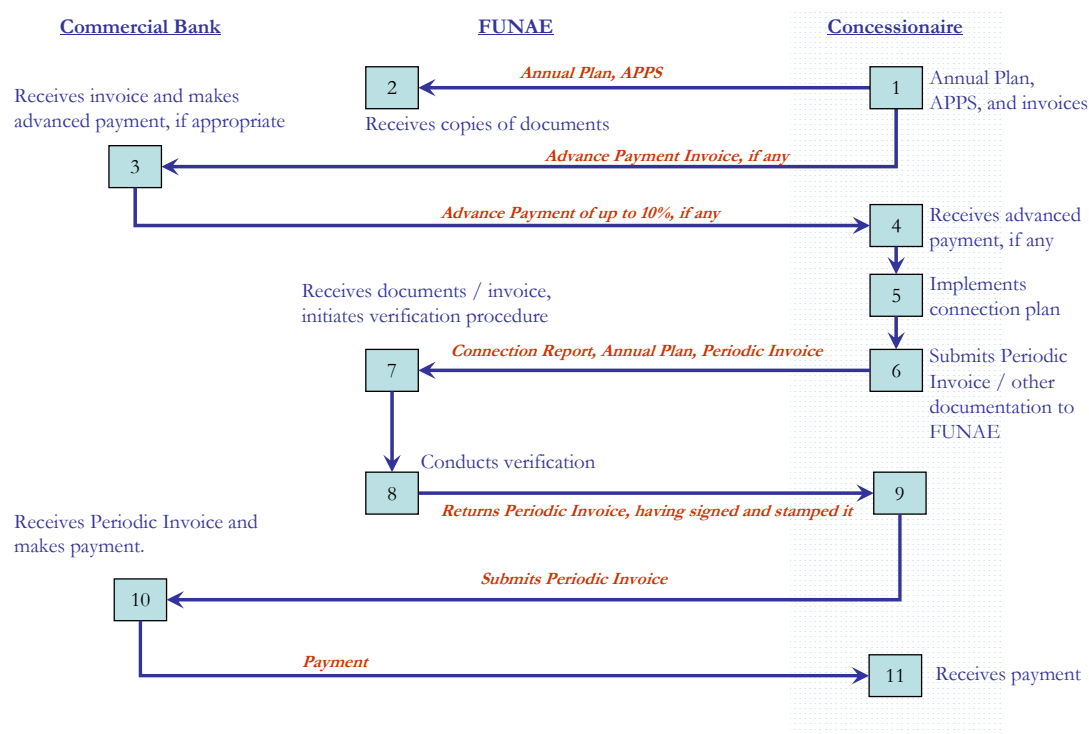 Commercial Bank
FUNAE
Concessionaire
Annual Plan, APPS
2
1
Annual Plan,
APPS, and invoices
Receives invoice and makes
advanced payment, if appropriate
Receives copies of documents
3
Advance Payment Invoice, if any
Advance Payment of up to 10%, if any
4
Receives advanced
payment, if any
5
Implements
connection plan
Receives documents / invoice,
initiates verification procedure
Connection Report, Annual Plan, Periodic Invoice
7
6
Submits Periodic
Invoice / other
documentation to
FUNAE
Conducts verification
8
9
Returns Periodic Invoice, having signed and stamped it
Receives Periodic Invoice and
makes payment.
Submits Periodic Invoice
10
Payment
11
Receives payment